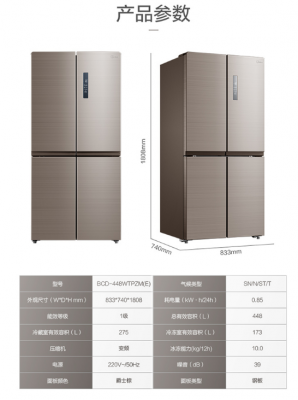 产品参数
1808mm
740mm
833mm
型号 BCD-448WTPZM(E) 气候类型 SN/N/ST/T
外观尺寸（W*D*H mm） 833*740*1808 耗电量（kW·h/24h） 0.85
能效等级 1级 总有效容积（L） 448
冷藏室有效容积（L） 275 冷冻室有效容积（L） 173
压缩机 变频 冷冻能力(kg/12h) 10.0
电源 220V~/50Hz 噪音（dB） 39
面板颜色 爵士棕 面板类型 钢板